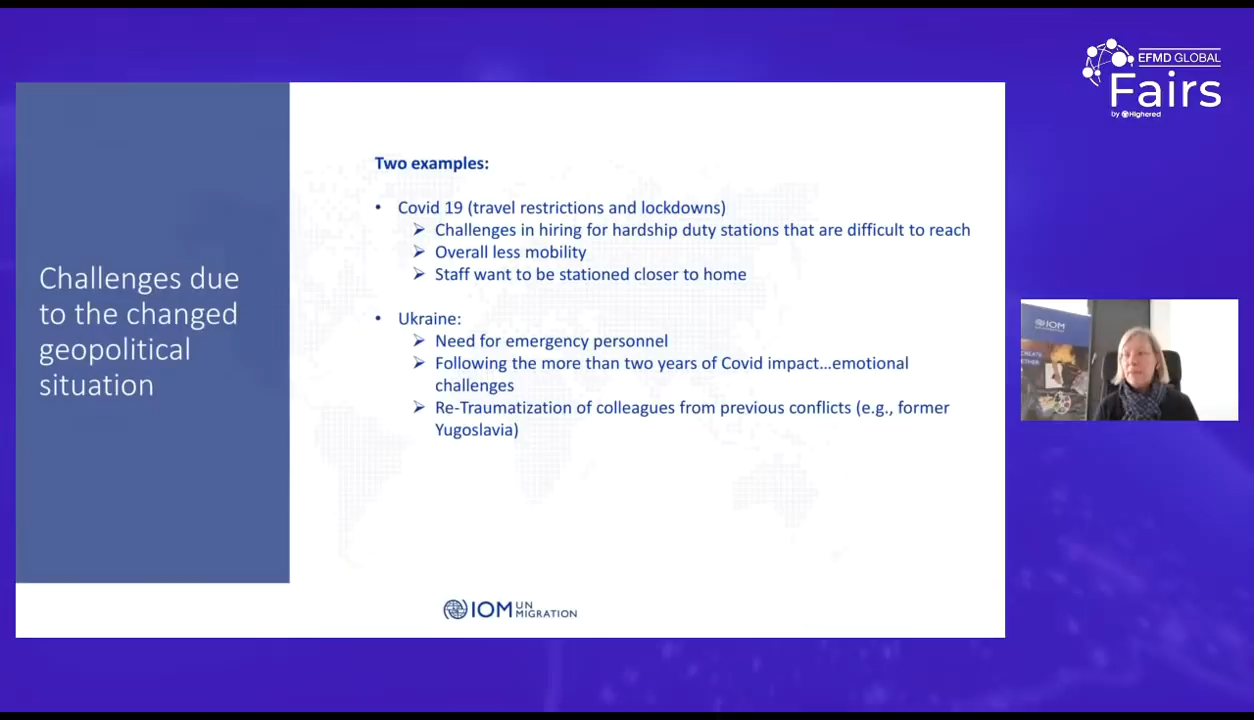 EFMD GLOBAL
Fairs
by Highered
Two examples:
• Covid 19 (travel restrictions and lockdowns)
➢ Challenges in hiring for hardship duty stations that are difficult to reach
➢ Overall less mobility
➢ Staff want to be stationed closer to home
Challenges due
to the changed
geopolitical
situation
• Ukraine:
➢ Need for emergency personnel
➢ Following the more than two years of Covid impact...emotional
challenges
➢ Re-Traumatization of colleagues from previous conflicts (e.g., former
Yugoslavia)
IOM UN
MIGRATION
IOM